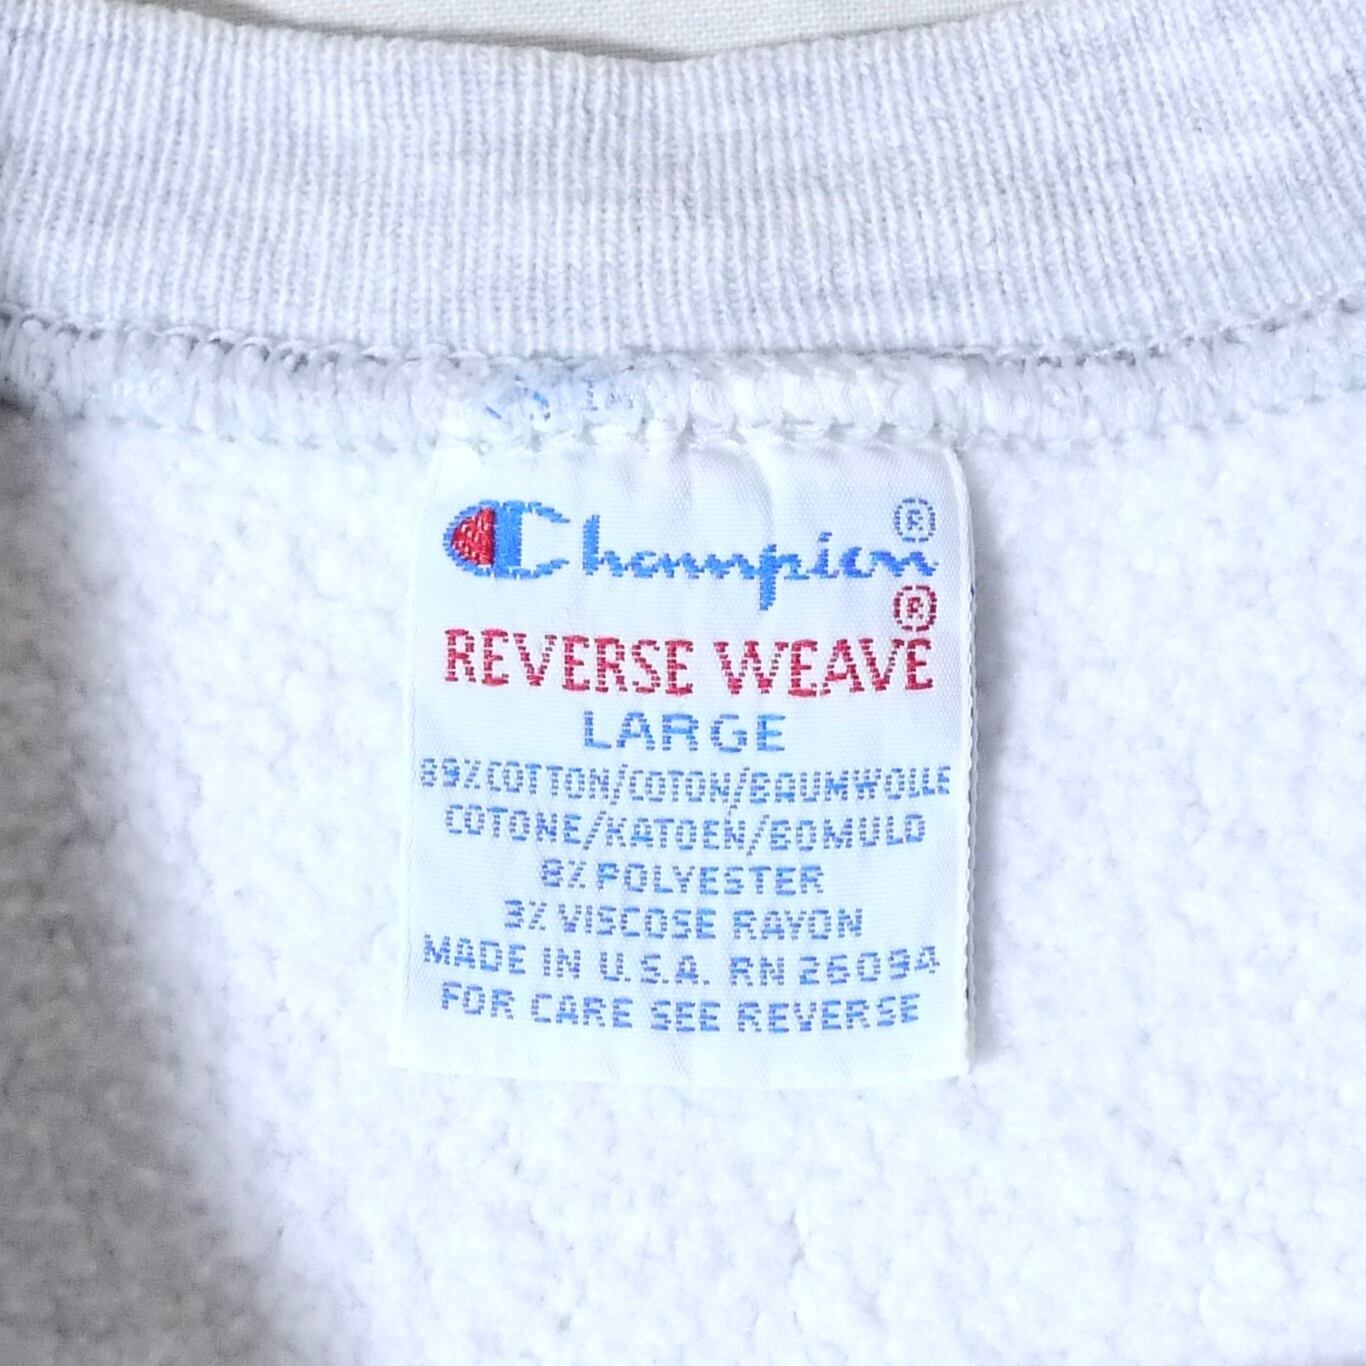 Champion®
®
REVERSE WEAVE
LARGE
89% COTTON/COTON/BAUMWOLLE
COTONE/KATOEN/BOMULD
8% POLYESTER
3% VISCOSE RAYON
MADE IN U.S.A. RN 26094
FOR CARE SEE REVERSE